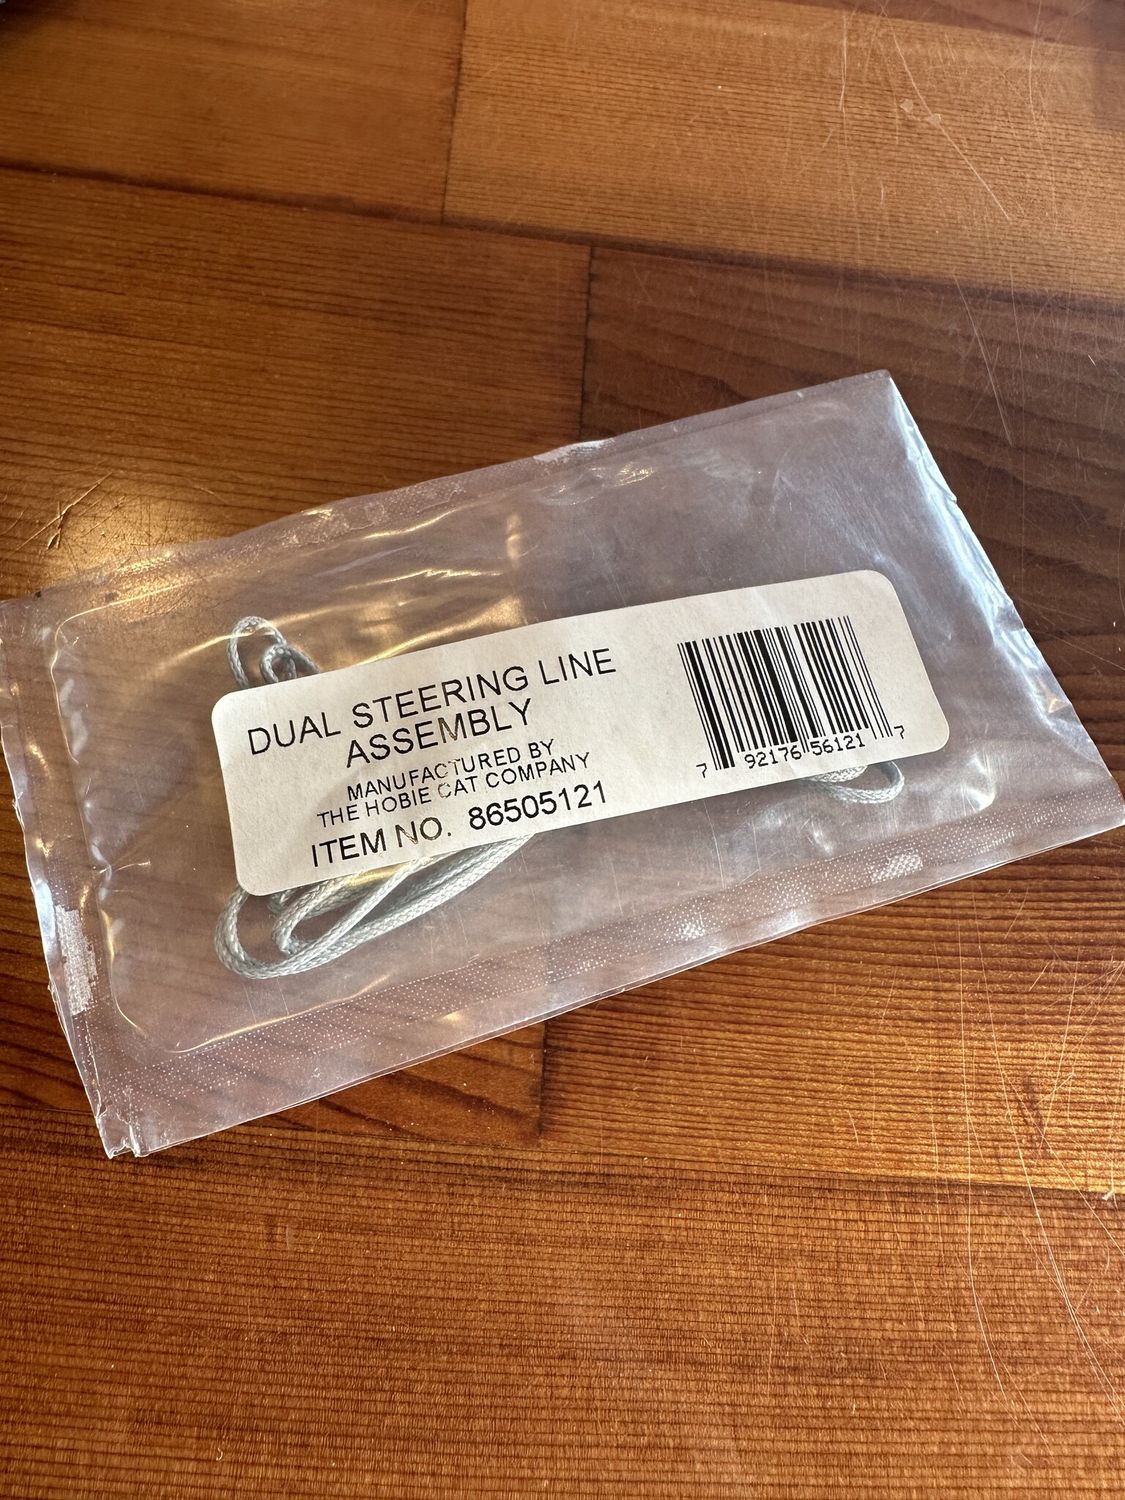 DUAL STEERING LINE
ASSEMBLY
MANUFACTURED BY
THE HOBIE CAT COMPANY
ITEM NO. 86505121
7 92176 56121 7